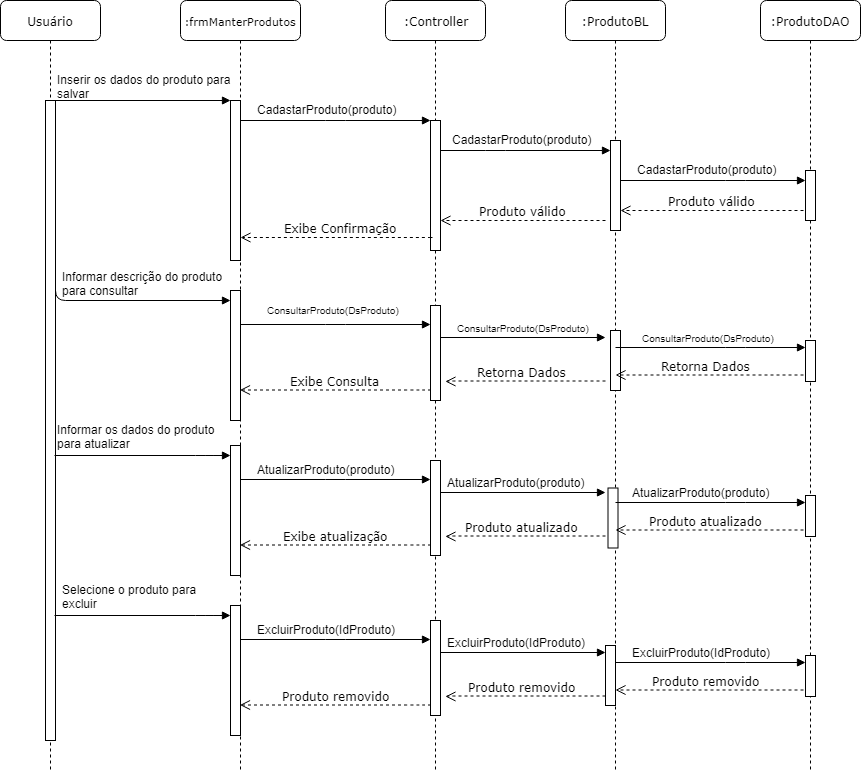 Usuário
:frmManterProdutos
:Controller
:ProdutoBL
:ProdutoDAO
Inserir os dados do produto para
salvar
CadastarProduto(produto)
CadastarProduto(produto)
CadastarProduto(produto)
Produto válido
Produto válido
Exibe Confirmação
Informar descrição do produto
para consultar
ConsultarProduto(DsProduto)
ConsultarProduto(DsProduto)
ConsultarProduto(DsProduto)
Retorna Dados
Retorna Dados
Exibe Consulta
Informar os dados do produto
para atualizar
AtualizarProduto(produto)
AtualizarProduto(produto)
AtualizarProduto(produto)
Produto atualizado
Produto atualizado
Exibe atualização
Selecione o produto para
excluir
ExcluirProduto(IdProduto)
ExcluirProduto(IdProduto)
ExcluirProduto(IdProduto)
Produto removido
Produto removido
Produto removido